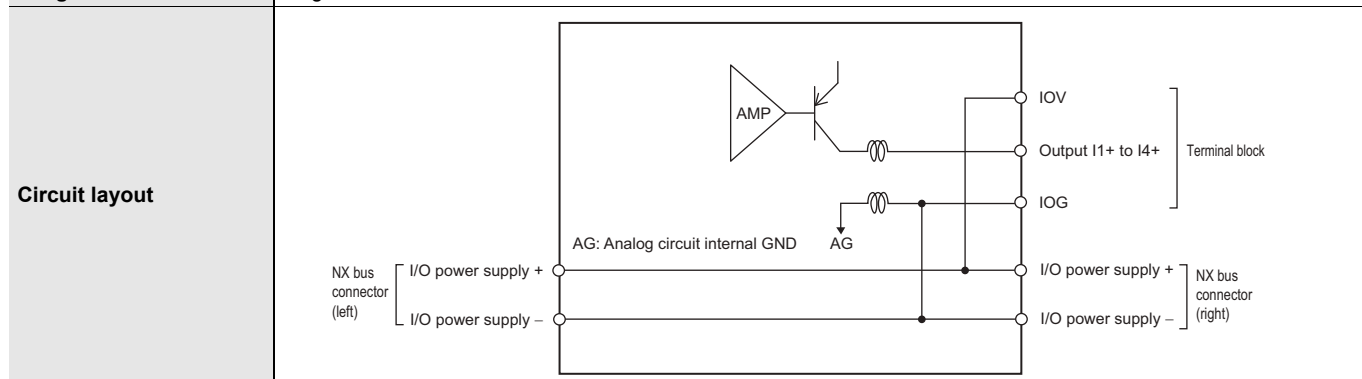 Circuit layout
AMP
IOV
Output I1+ to I4+
Terminal block
IOG
AG: Analog circuit internal GND
AG
NX bus
connector
(left)
I/O power supply +
I/O power supply –
I/O power supply +
I/O power supply –
NX bus
connector
(right)